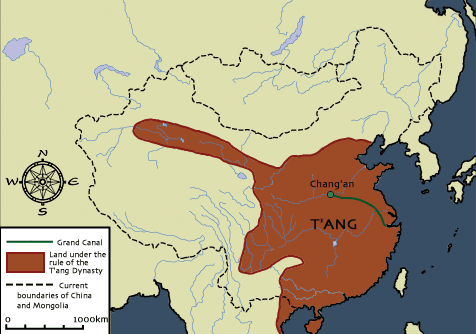 Chang'an
T'ANG
N
W E
S
Grand Canal
Land under the
rule of the
T'ang Dynasty
Current
boundaries of China
and Mongolia
0 1000km